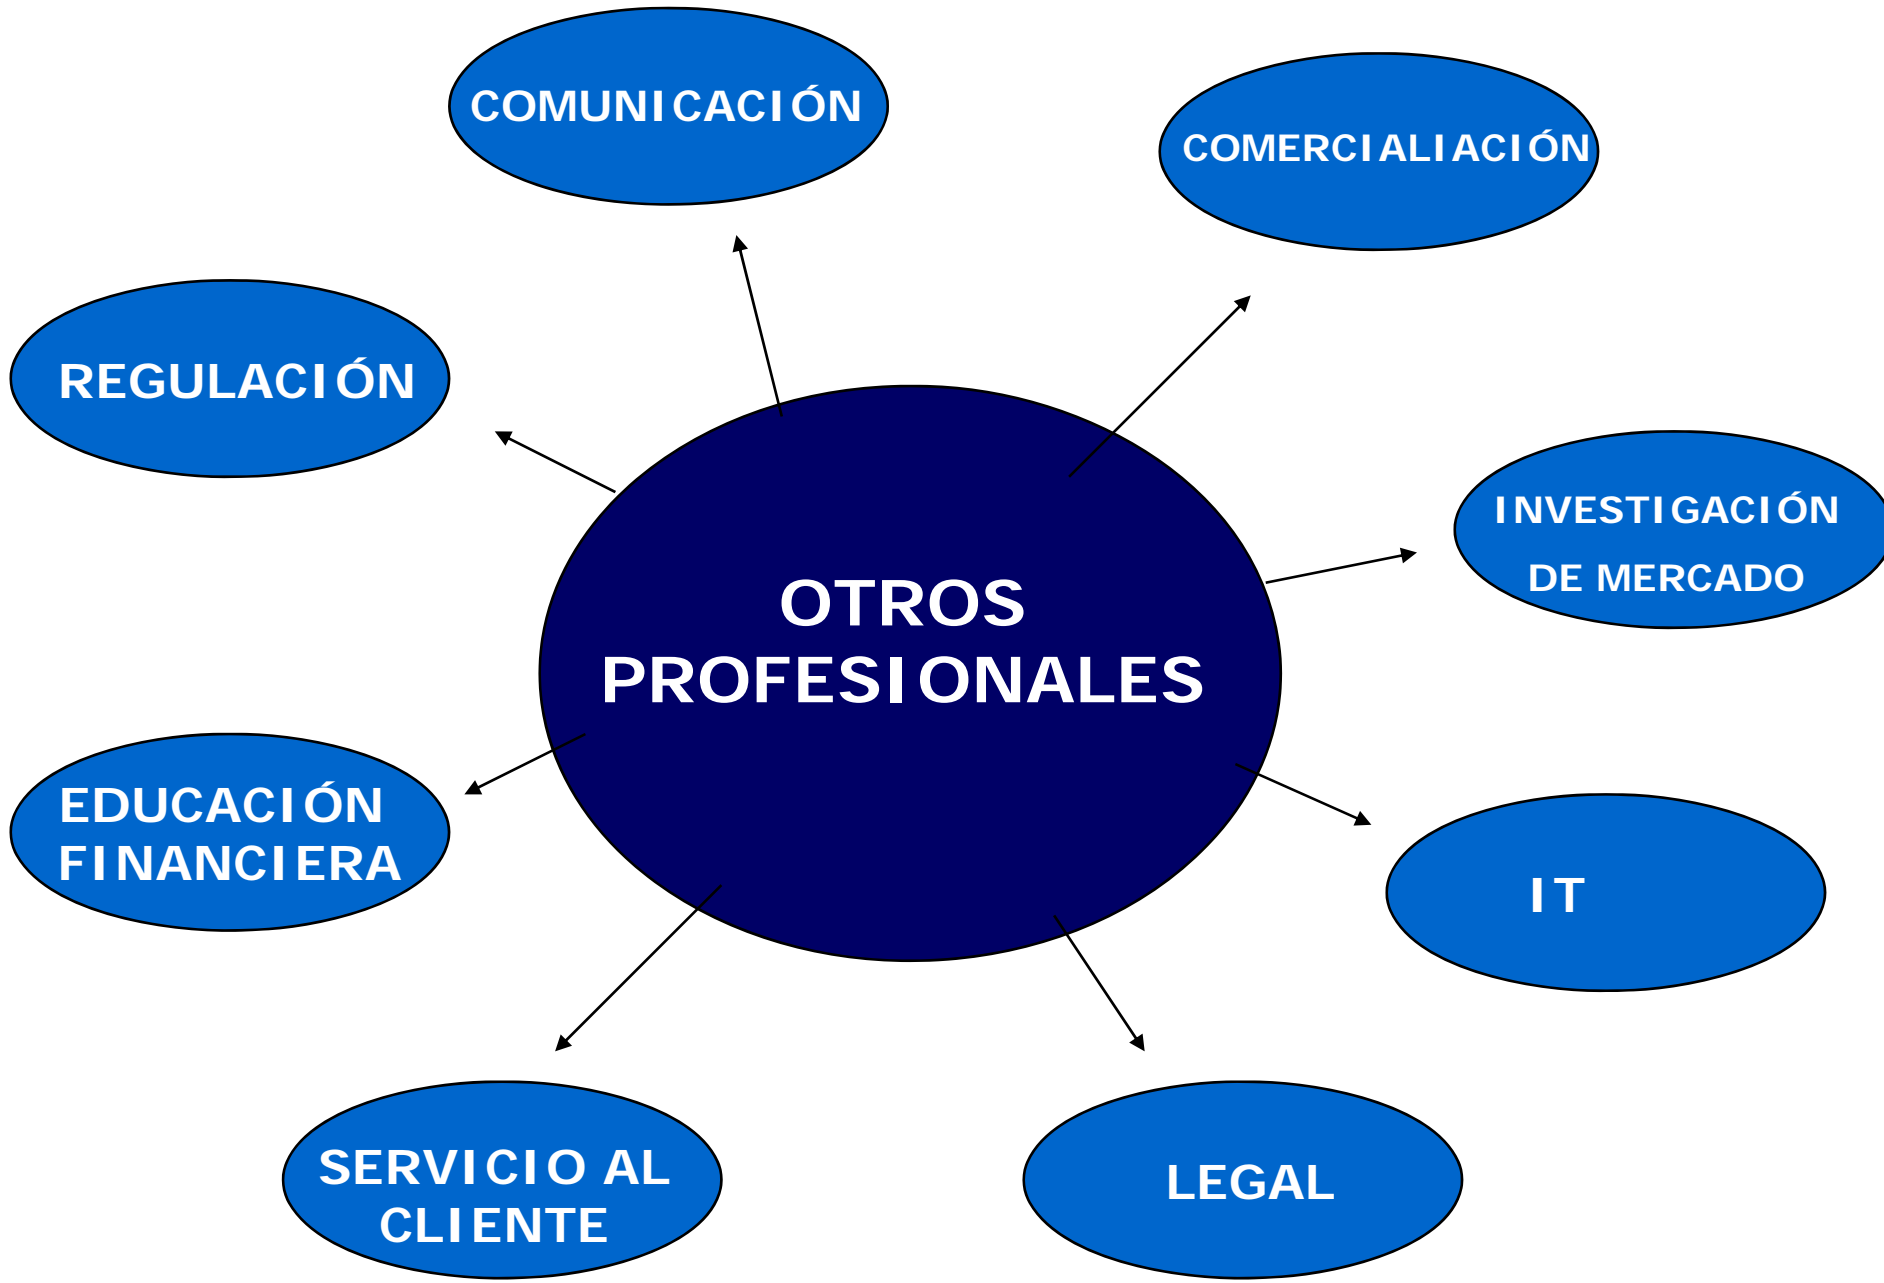 COMUNICACIÓN
COMERCIALIACIÓN
REGULACIÓN
INVESTIGACIÓN
DE MERCADO
OTROS
PROFESIONALES
EDUCACIÓN
FINANCIERA
IT
SERVICIO AL
CLIENTE
LEGAL